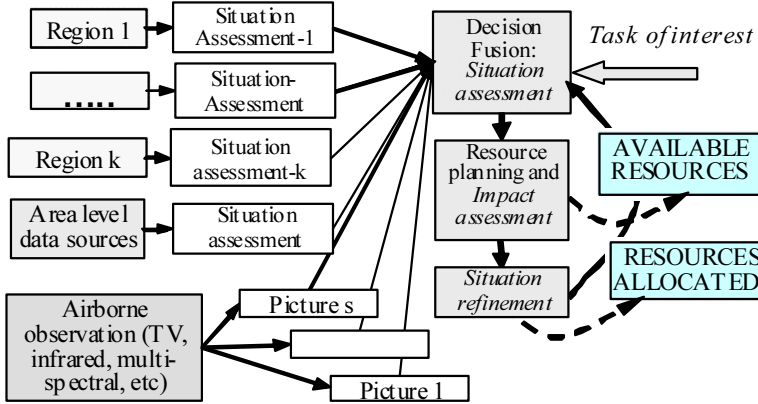 Region 1
Situation
Assessment-1
.....
Situation-
Assessment
Region k
Situation
assessment-k
Area level
data sources
Situation
assessment
Airborne
observation (TV,
infrared, multi-
spectral, etc)
Picture s
Picture 1
Decision
Fusion:
Situation
assessment
Task of interest
Resource
planning and
Impact
assessment
Situation
refinement
AVAILABLE
RESOURCES
RESOURCES
ALLOCATED